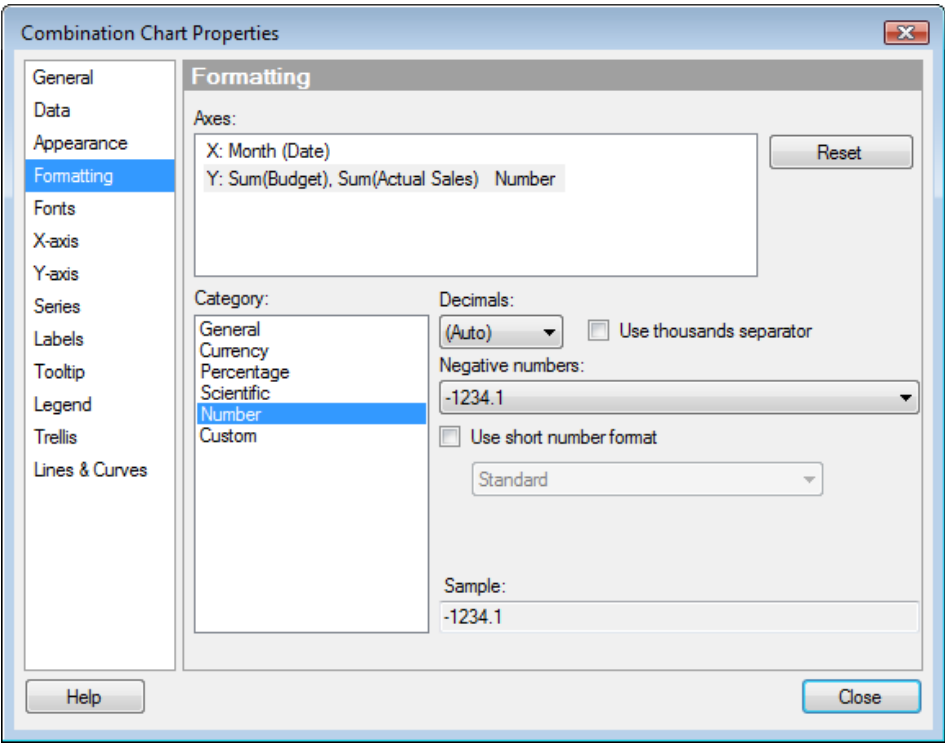 Combination Chart Properties
General
Data
Appearance
Formatting
Fonts
X-axis
Y-axis
Series
Labels
Tooltip
Legend
Trellis
Lines & Curves
Formatting
Axes:
X: Month (Date)
Y: Sum(Budget), Sum(Actual Sales) Number
Reset
Category:
General
Currency
Percentage
Scientific
Number
Custom
Decimals:
(Auto) Use thousands separator
Negative numbers:
-1234.1
Use short number format
Standard
Sample:
-1234.1
Help
Close